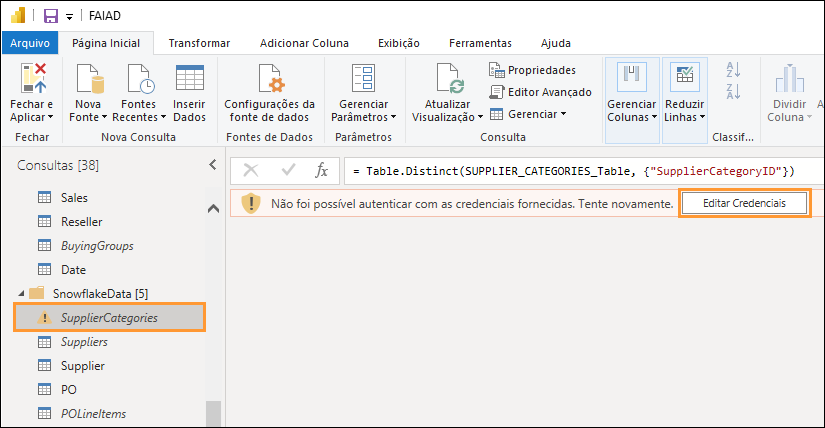 FAIAD
Arquivo Página Inicial Transformar Adicionar Coluna Exibição Ferramentas Ajuda
Fechar e
Aplicar
Fechar
Nova
Fonte
Fontes
Recentes
Inserir
Dados
Nova Consulta
Configurações da
fonte de dados
Fontes de Dados
Gerenciar
Parâmetros
Parâmetros
Atualizar
Visualização
Propriedades
Editor Avançado
Gerenciar
Consulta
Gerenciar
Colunas
Reduzir
Linhas
A
Z
Z
A
Classif...
Dividir
Coluna
Consultas [38]
fx
= Table.Distinct(SUPPLIER_CATEGORIES_Table, {"SupplierCategoryID"})
Não foi possível autenticar com as credenciais fornecidas. Tente novamente. Editar Credenciais
Sales
Reseller
BuyingGroups
Date
SnowflakeData [5]
SupplierCategories
Suppliers
Supplier
PO
POLineItems